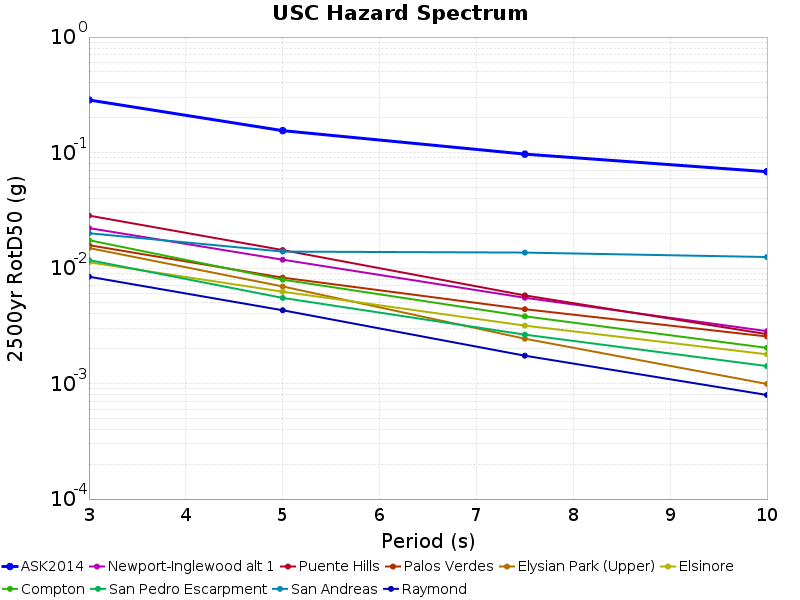 USC Hazard Spectrum
10^0
10^-1
10^-2
10^-3
10^-4
2500yr RotD50 (g)
3 4 5 6 7 8 9 10
Period (s)
ASK2014 Newport-Inglewood alt 1 Puente Hills Palos Verdes Elysian Park (Upper) Elsinore
Compton San Pedro Escarpment San Andreas Raymond